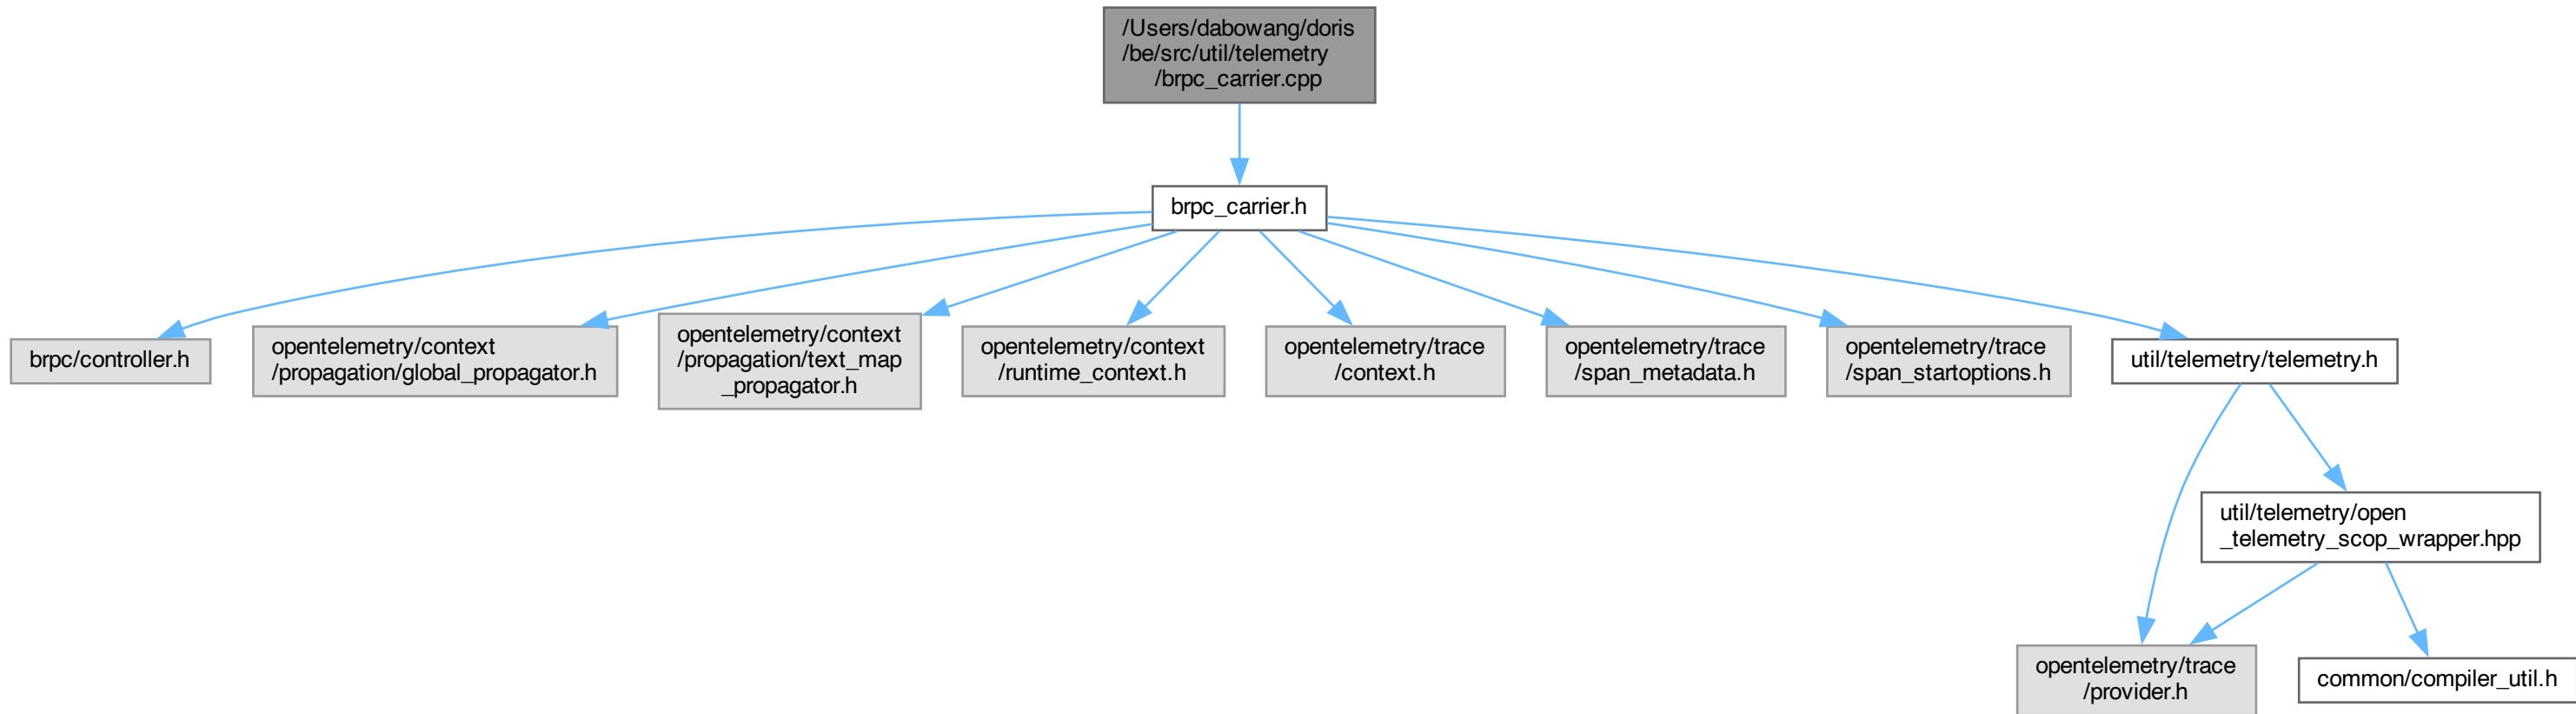 /Users/dabowang/doris
/be/src/util/telemetry
/brpc_carrier.cpp
brpc_carrier.h
brpc/controller.h
opentelemetry/context
/propagation/global_propagator.h
opentelemetry/context
/propagation/text_map
_propagator.h
opentelemetry/context
/runtime_context.h
opentelemetry/trace
/context.h
opentelemetry/trace
/span_metadata.h
opentelemetry/trace
/span_startoptions.h
util/telemetry/telemetry.h
util/telemetry/open
_telemetry_scop_wrapper.hpp
opentelemetry/trace
/provider.h
common/compiler_util.h